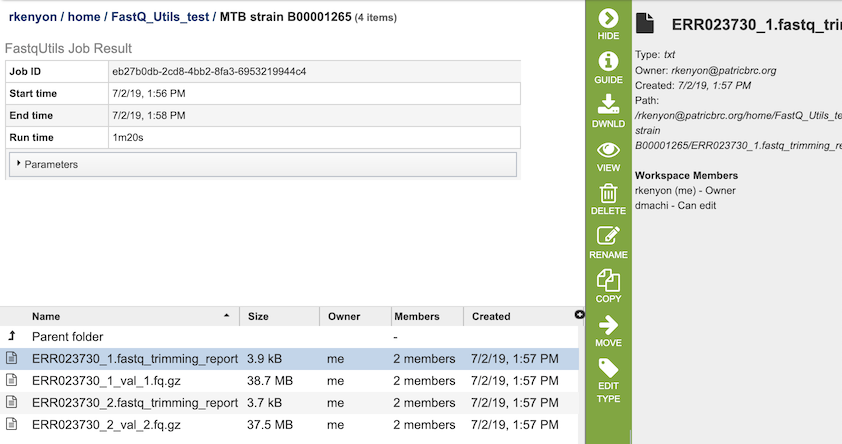 rkenyon / home / FastQ_Utils_test / MTB strain B00001265 (4 items)
FastqUtils Job Result
Job ID eb27b0db-2cd8-4bb2-8fa3-6953219944c4
Start time 7/2/19, 1:56 PM
End time 7/2/19, 1:58 PM
Run time 1m20s
Parameters
Name Size Owner Members Created
Parent folder -
ERR023730_1.fastq_trimming_report 3.9 kB me 2 members 7/2/19, 1:57 PM
ERR023730_1_val_1.fq.gz 38.7 MB me 2 members 7/2/19, 1:57 PM
ERR023730_2.fastq_trimming_report 3.7 kB me 2 members 7/2/19, 1:57 PM
ERR023730_2_val_2.fq.gz 37.5 MB me 2 members 7/2/19, 1:57 PM
HIDE
GUIDE
DWNLD
VIEW
DELETE
RENAME
COPY
MOVE
EDIT
TYPE
ERR023730_1.fastq_trim
Type: txt
Owner: rkenyon@patricbrc.org
Created: 7/2/19, 1:57 PM
Path:
/rkenyon@patricbrc.org/home/FastQ_Utils_te
strain
B00001265/ERR023730_1.fastq_trimming_re
Workspace Members
rkenyon (me) - Owner
dmachi - Can edit